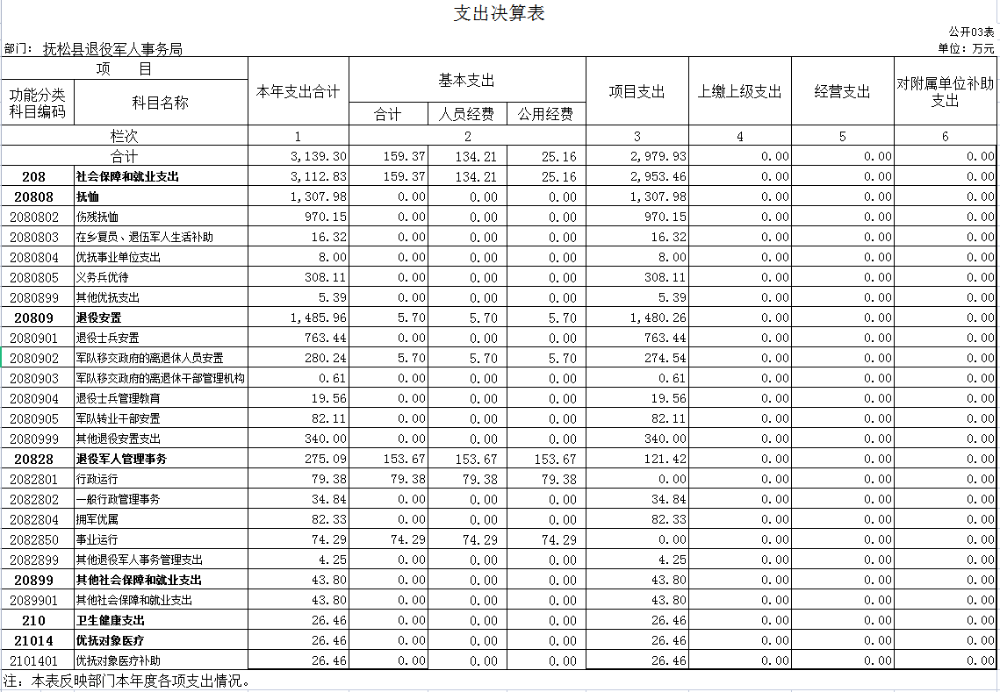 支出决算表
公开03表
部门： 抚松县退役军人事务局 单位：万元
项 目 本年支出合计 基本支出 项目支出 上缴上级支出 经营支出 对附属单位补助支出
功能分类科目编码 科目名称 合计 人员经费 公用经费
栏次 1 2 3 4 5 6
合计 3,139.30 159.37 134.21 25.16 2,979.93 0.00 0.00 0.00
208 社会保障和就业支出 3,112.83 159.37 134.21 25.16 2,953.46 0.00 0.00 0.00
20808 抚恤 1,307.98 0.00 0.00 0.00 1,307.98 0.00 0.00 0.00
2080802 伤残抚恤 970.15 0.00 0.00 0.00 970.15 0.00 0.00 0.00
2080803 在乡复员、退伍军人生活补助 16.32 0.00 0.00 0.00 16.32 0.00 0.00 0.00
2080804 优抚事业单位支出 8.00 0.00 0.00 0.00 8.00 0.00 0.00 0.00
2080805 义务兵优待 308.11 0.00 0.00 0.00 308.11 0.00 0.00 0.00
2080899 其他优抚支出 5.39 0.00 0.00 0.00 5.39 0.00 0.00 0.00
20809 退役安置 1,485.96 5.70 5.70 5.70 1,480.26 0.00 0.00 0.00
2080901 退役士兵安置 763.44 0.00 0.00 0.00 763.44 0.00 0.00 0.00
2080902 军队移交政府的离退休人员安置 280.24 5.70 5.70 5.70 274.54 0.00 0.00 0.00
2080903 军队移交政府的离退休干部管理机构 0.61 0.00 0.00 0.00 0.61 0.00 0.00 0.00
2080904 退役士兵管理教育 19.56 0.00 0.00 0.00 19.56 0.00 0.00 0.00
2080905 军队转业干部安置 82.11 0.00 0.00 0.00 82.11 0.00 0.00 0.00
2080999 其他退役安置支出 340.00 0.00 0.00 0.00 340.00 0.00 0.00 0.00
20828 退役军人管理事务 275.09 153.67 153.67 153.67 121.42 0.00 0.00 0.00
2082801 行政运行 79.38 79.38 79.38 79.38 0.00 0.00 0.00 0.00
2082802 一般行政管理事务 34.84 0.00 0.00 0.00 34.84 0.00 0.00 0.00
2082804 拥军优属 82.33 0.00 0.00 0.00 82.33 0.00 0.00 0.00
2082850 事业运行 74.29 74.29 74.29 74.29 0.00 0.00 0.00 0.00
2082899 其他退役军人事务管理支出 4.25 0.00 0.00 0.00 4.25 0.00 0.00 0.00
20899 其他社会保障和就业支出 43.80 0.00 0.00 0.00 43.80 0.00 0.00 0.00
2089901 其他社会保障和就业支出 43.80 0.00 0.00 0.00 43.80 0.00 0.00 0.00
210 卫生健康支出 26.46 0.00 0.00 0.00 26.46 0.00 0.00 0.00
21014 优抚对象医疗 26.46 0.00 0.00 0.00 26.46 0.00 0.00 0.00
2101401 优抚对象医疗补助 26.46 0.00 0.00 0.00 26.46 0.00 0.00 0.00
注：本表反映部门本年度各项支出情况。